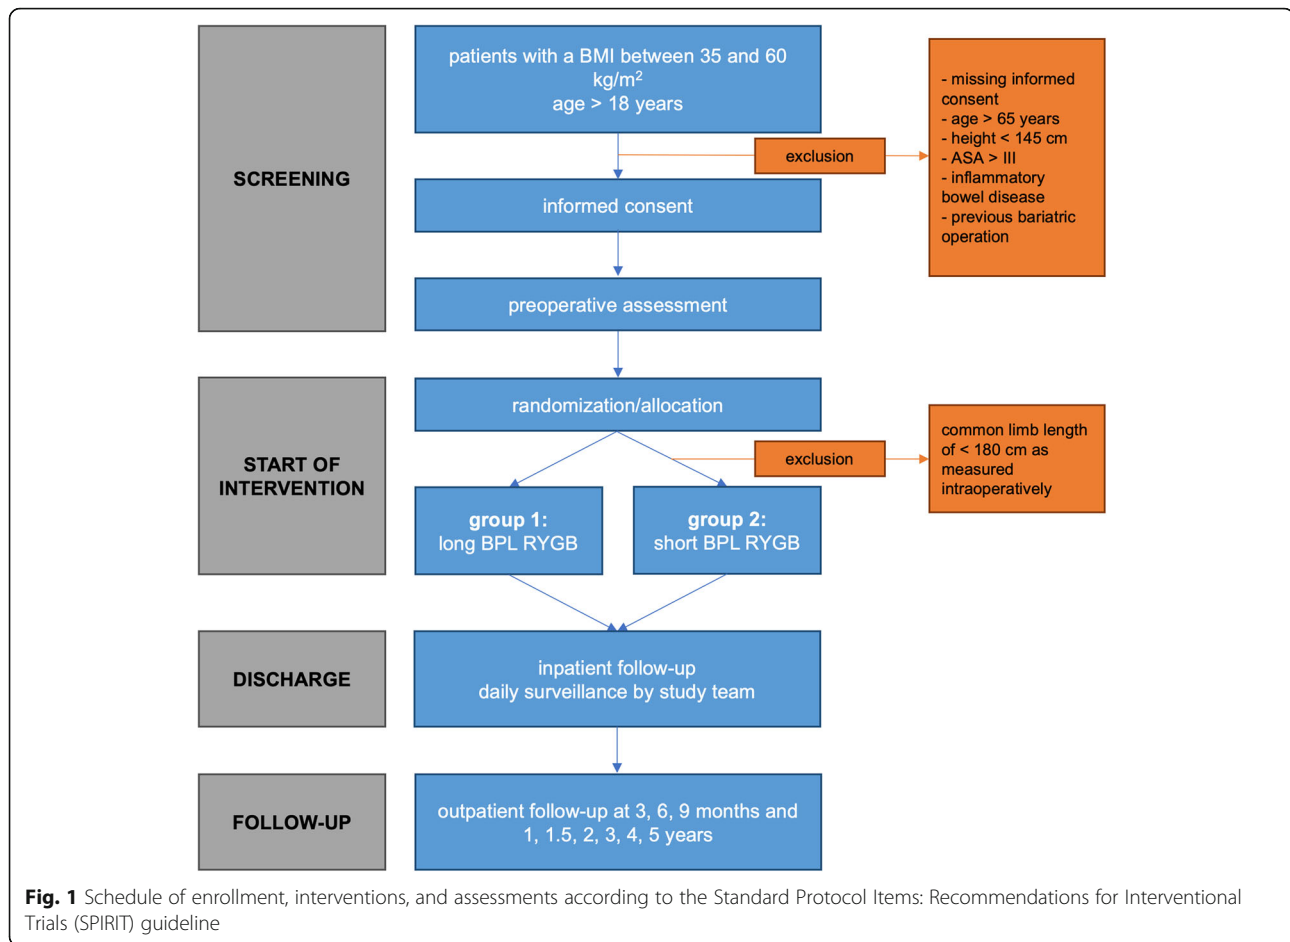 SCREENING
patients with a BMI between 35 and 60
kg/m²
age > 18 years
exclusion
- missing informed
consent
- age > 65 years
- height < 145 cm
- ASA > III
- inflammatory
bowel disease
- previous bariatric
operation
informed consent
preoperative assessment
START OF
INTERVENTION
randomization/allocation
exclusion
common limb length
of < 180 cm as
measured
intraoperatively
group 1:
long BPL RYGB
group 2:
short BPL RYGB
DISCHARGE
inpatient follow-up
daily surveillance by study team
FOLLOW-UP
outpatient follow-up at 3, 6, 9 months and
1, 1.5, 2, 3, 4, 5 years
Fig. 1 Schedule of enrollment, interventions, and assessments according to the Standard Protocol Items: Recommendations for Interventional
Trials (SPIRIT) guideline